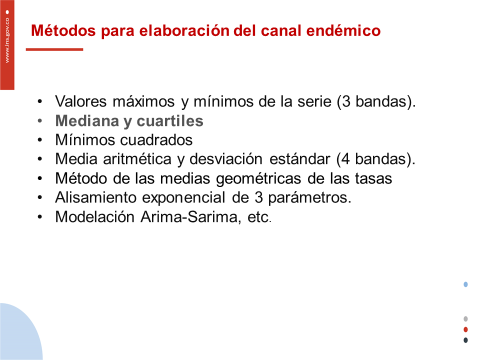 www.ins.gov.co
Métodos para elaboración del canal endémico
• Valores máximos y mínimos de la serie (3 bandas).
• Mediana y cuartiles
• Mínimos cuadrados
• Media aritmética y desviación estándar (4 bandas).
• Método de las medias geométricas de las tasas
• Alisamiento exponencial de 3 parámetros.
• Modelación Arima-Sarima, etc.